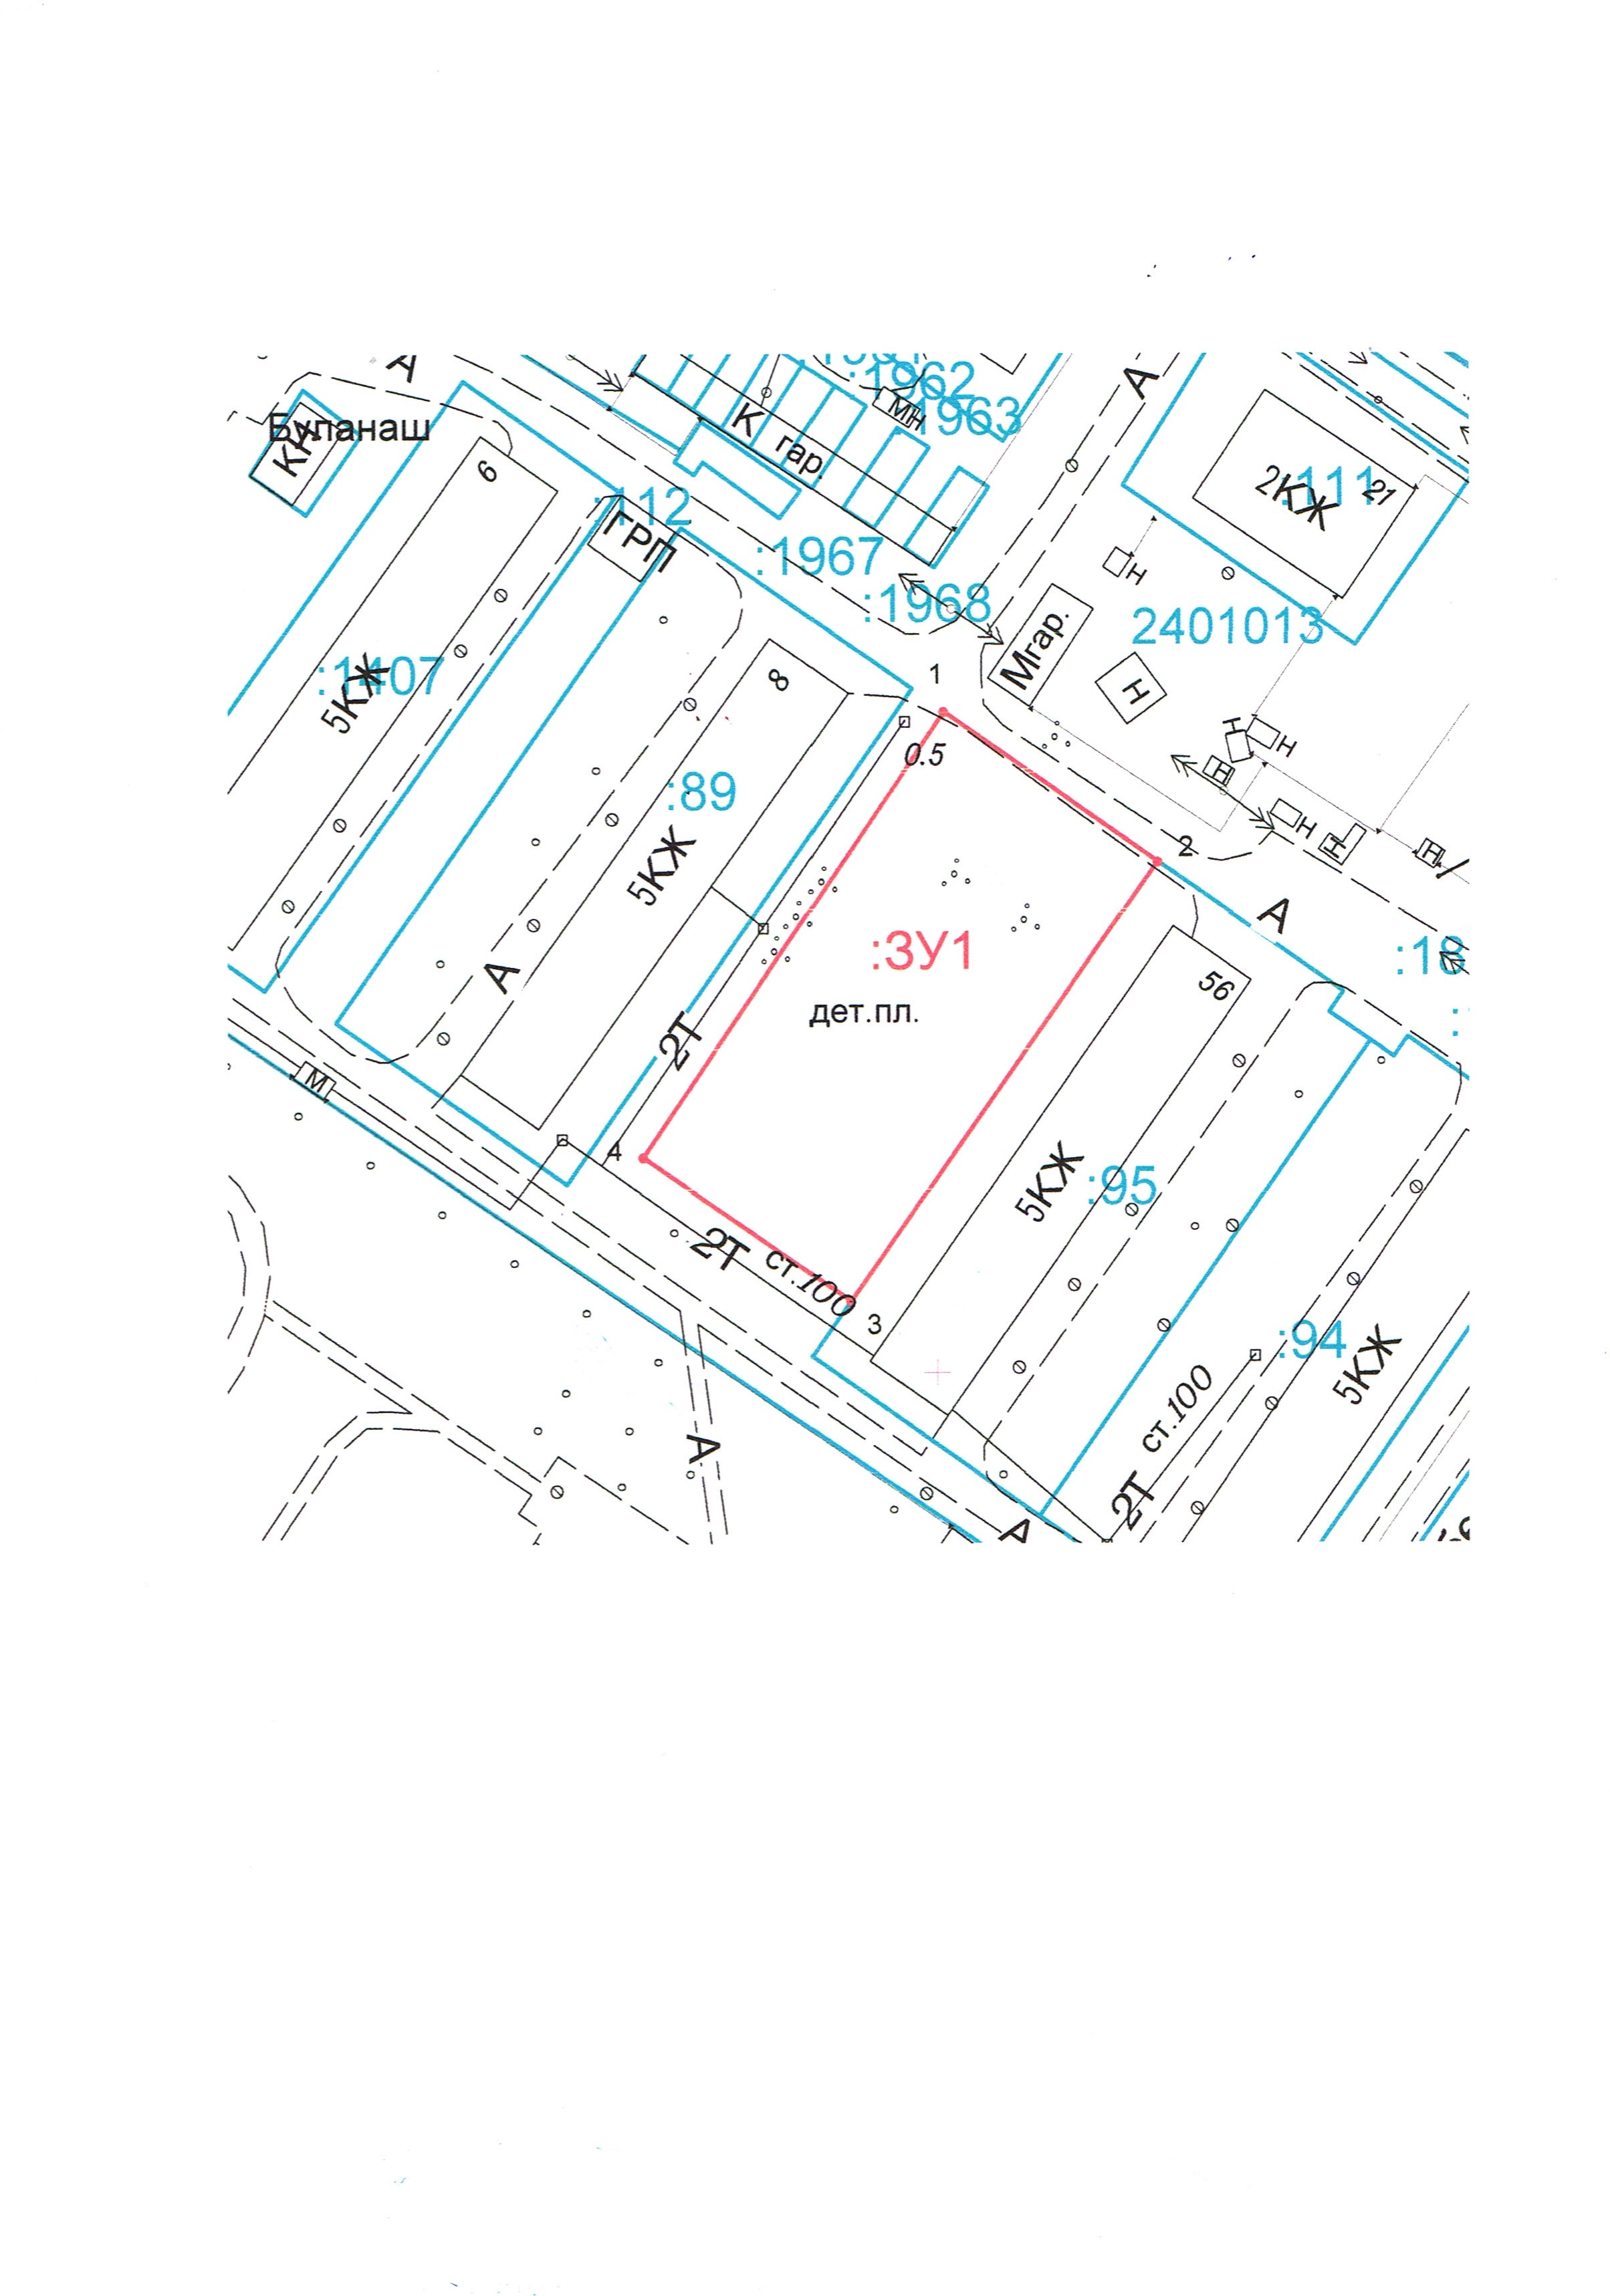 А
А
:1962
:1963
МН
Буланаш
КН
К гар.
6
:111
2КЖ
21
:112
ГРП
:1967
:1968
Н
2401013
Мгар.
Н
:1407
5КЖ
8
1
0.5
Н
Н
Н
Н
Н
Н
:89
5КЖ
2
А
:ЗУ1
дет.пл.
:18
А
56
2Т
М
4
5КЖ
:95
2Т ст.100
3
:94
5КЖ
2Т ст.100
А
А